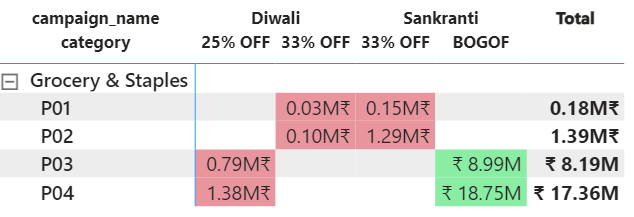 campaign_name Diwali Sankranti Total
category 25% OFF 33% OFF 33% OFF BOGOF
Grocery & Staples
P01 0.03M₹ 0.15M₹ 0.18M₹
P02 0.10M₹ 1.29M₹ 1.39M₹
P03 0.79M₹ ₹ 8.99M ₹ 8.19M
P04 1.38M₹ ₹ 18.75M ₹ 17.36M